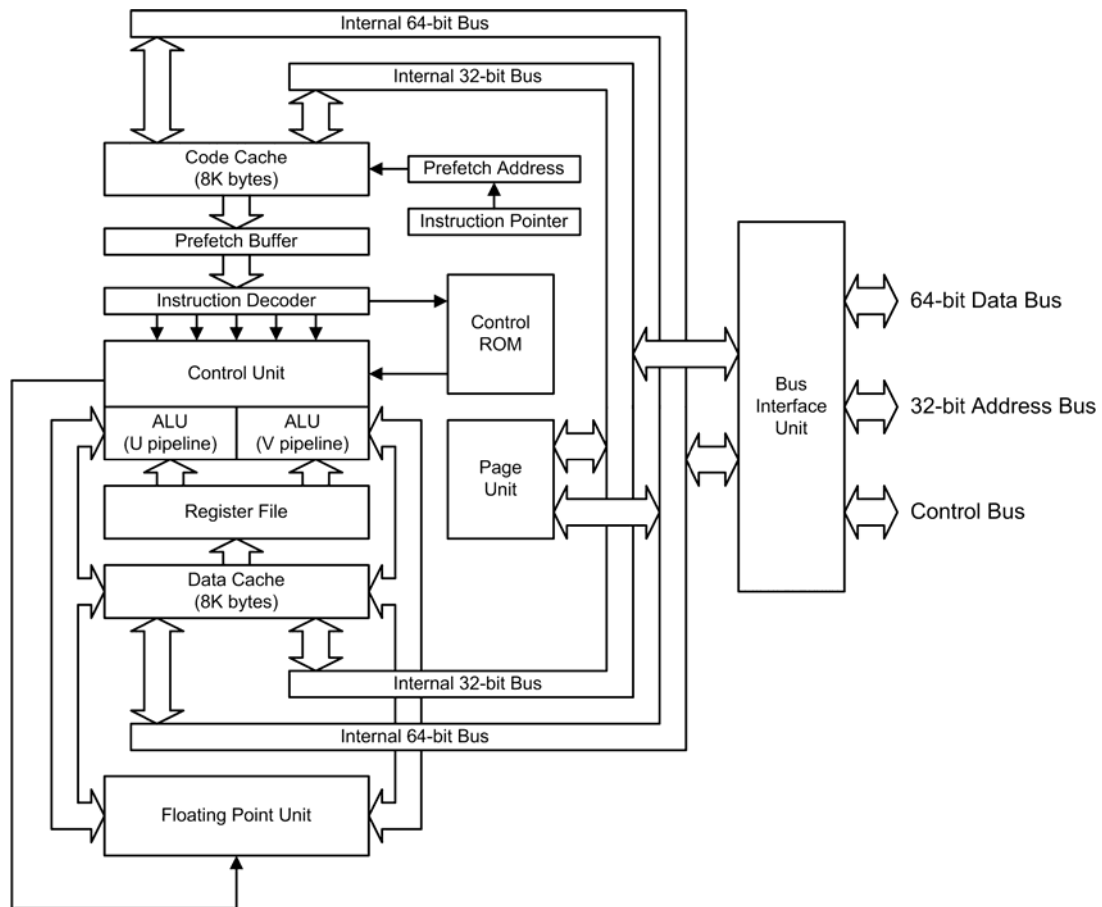 Internal 64-bit Bus
Internal 32-bit Bus
Code Cache
(8K bytes)
Prefetch Address
Instruction Pointer
Prefetch Buffer
Instruction Decoder
Control
ROM
Control Unit
ALU
(U pipeline)
ALU
(V pipeline)
Register File
Page
Unit
Data Cache
(8K bytes)
Bus
Interface
Unit
64-bit Data Bus
32-bit Address Bus
Control Bus
Internal 32-bit Bus
Internal 64-bit Bus
Floating Point Unit